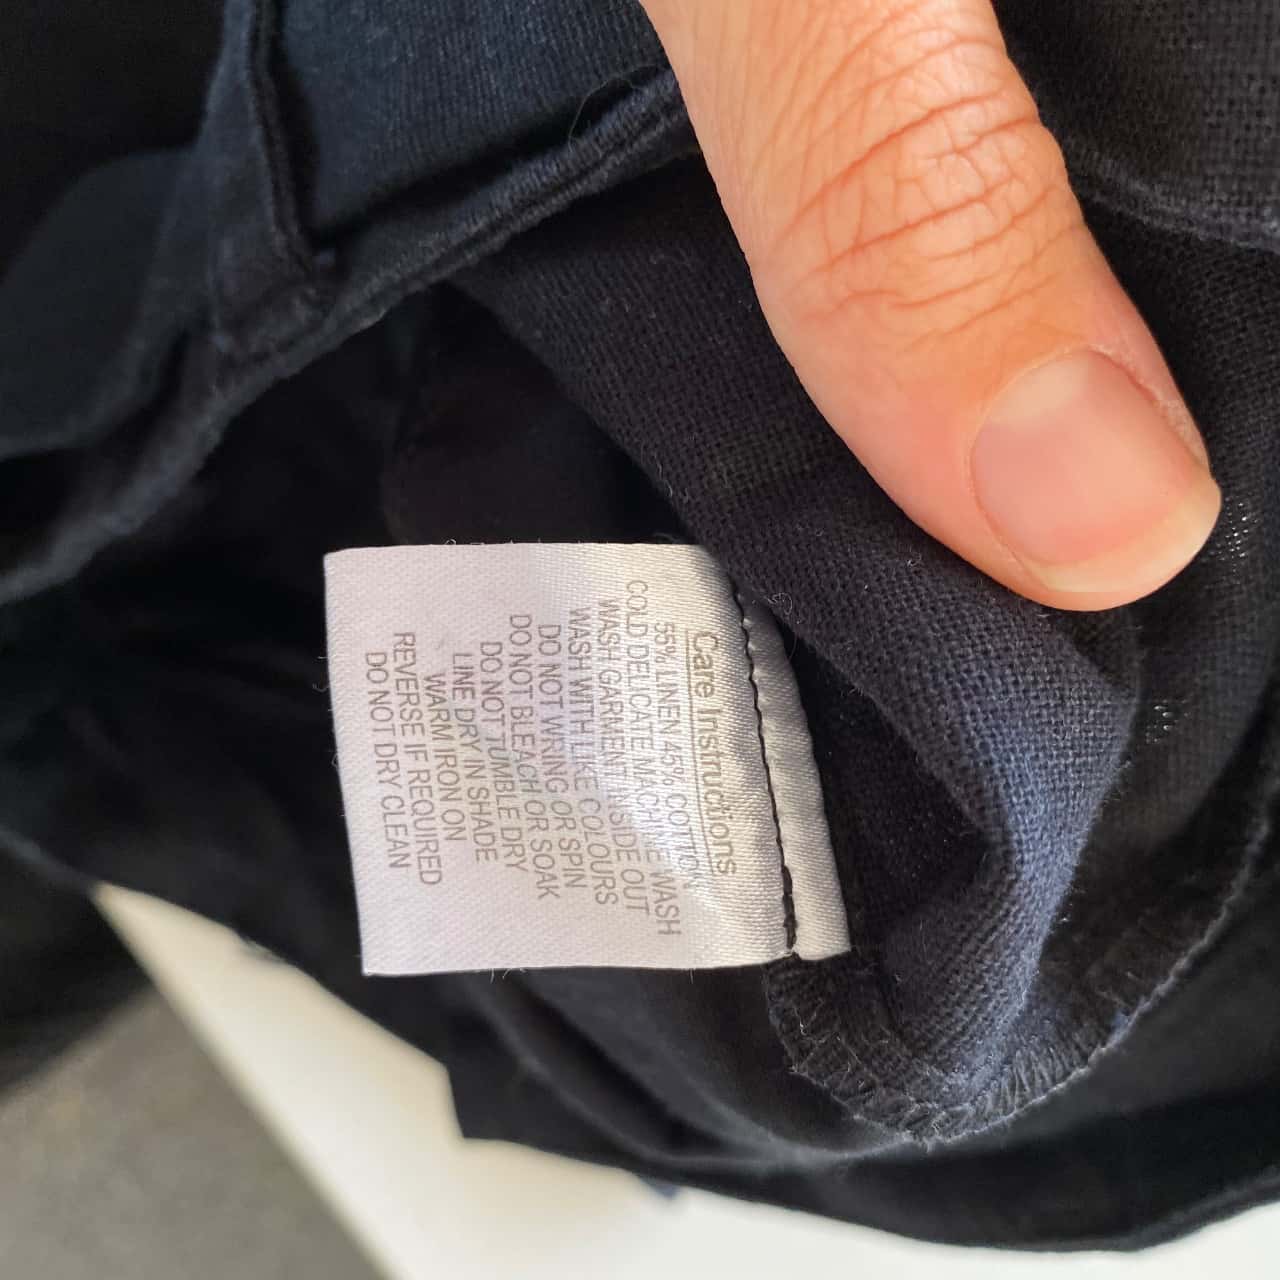 Care Instructions
55% LINEN 45% COTTON
COLD DELICATE MACHINE WASH
WASH GARMENT INSIDE OUT
WASH WITH LIKE COLOURS
DO NOT WRING OR SPIN
DO NOT BLEACH OR SOAK
DO NOT TUMBLE DRY
LINE DRY IN SHADE
WARM IRON ON
REVERSE IF REQUIRED
DO NOT DRY CLEAN